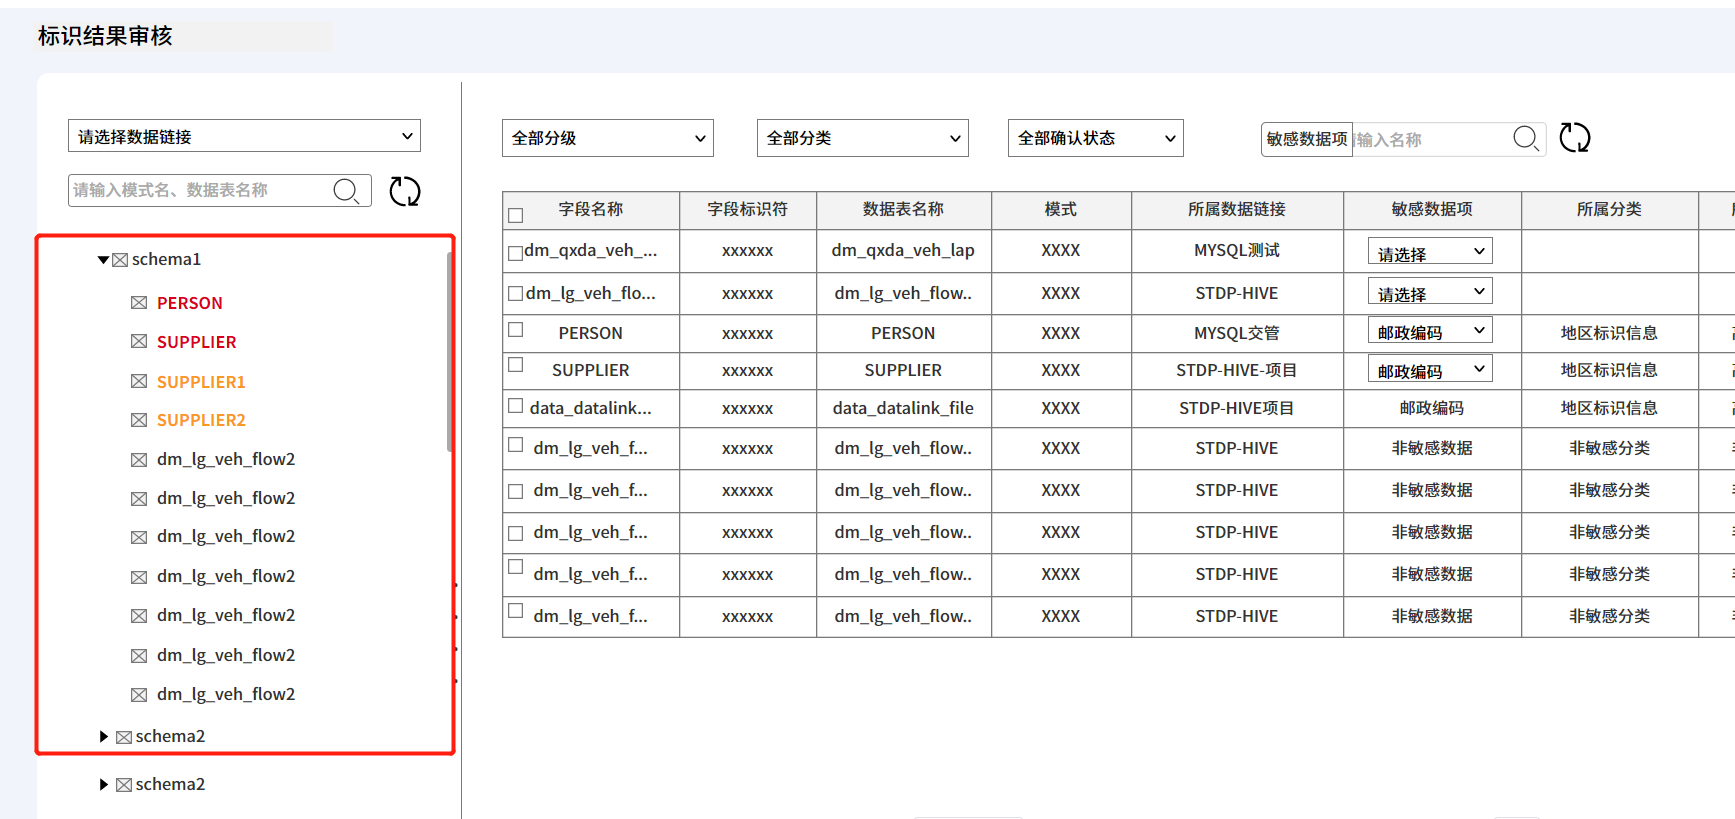 标识结果审核
请选择数据链接
请输入模式名、数据表名称
schema1
PERSON
SUPPLIER
SUPPLIER1
SUPPLIER2
dm_lg_veh_flow2
dm_lg_veh_flow2
dm_lg_veh_flow2
dm_lg_veh_flow2
dm_lg_veh_flow2
dm_lg_veh_flow2
dm_lg_veh_flow2
schema2
schema2
全部分级 全部分类 全部确认状态 敏感数据项 输入名称
字段名称 字段标识符 数据表名称 模式 所属数据链接 敏感数据项 所属分类
dm_qxda_veh_... xxxxxx dm_qxda_veh_lap XXXX MYSQL测试 请选择
dm_lg_veh_flo... xxxxxx dm_lg_veh_flow.. XXXX STDP-HIVE 请选择
PERSON xxxxxx PERSON XXXX MYSQL交管 邮政编码 地区标识信息
SUPPLIER xxxxxx SUPPLIER XXXX STDP-HIVE-项目 邮政编码 地区标识信息
data_datalink... xxxxxx data_datalink_file XXXX STDP-HIVE项目 邮政编码 地区标识信息
dm_lg_veh_f... xxxxxx dm_lg_veh_flow.. XXXX STDP-HIVE 非敏感数据 非敏感分类
dm_lg_veh_f... xxxxxx dm_lg_veh_flow.. XXXX STDP-HIVE 非敏感数据 非敏感分类
dm_lg_veh_f... xxxxxx dm_lg_veh_flow.. XXXX STDP-HIVE 非敏感数据 非敏感分类
dm_lg_veh_f... xxxxxx dm_lg_veh_flow.. XXXX STDP-HIVE 非敏感数据 非敏感分类
dm_lg_veh_f... xxxxxx dm_lg_veh_flow.. XXXX STDP-HIVE 非敏感数据 非敏感分类